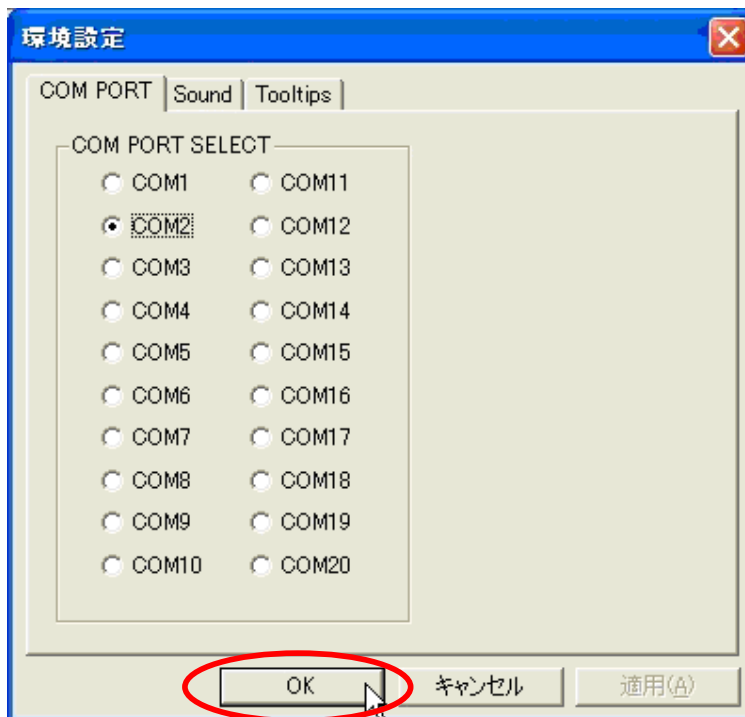 環境設定
COM PORT Sound Tooltips
COM PORT SELECT
COM1 COM11
COM2 COM12
COM3 COM13
COM4 COM14
COM5 COM15
COM6 COM16
COM7 COM17
COM8 COM18
COM9 COM19
COM10 COM20
OK キャンセル 適用(A)